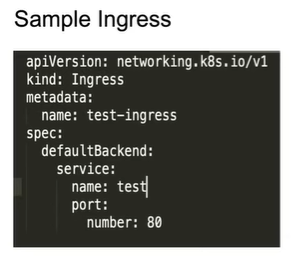 Sample Ingress
apiVersion: networking.k8s.io/v1
kind: Ingress
metadata:
  name: test-ingress
spec:
  defaultBackend:
    service:
      name: test
      port:
        number: 80